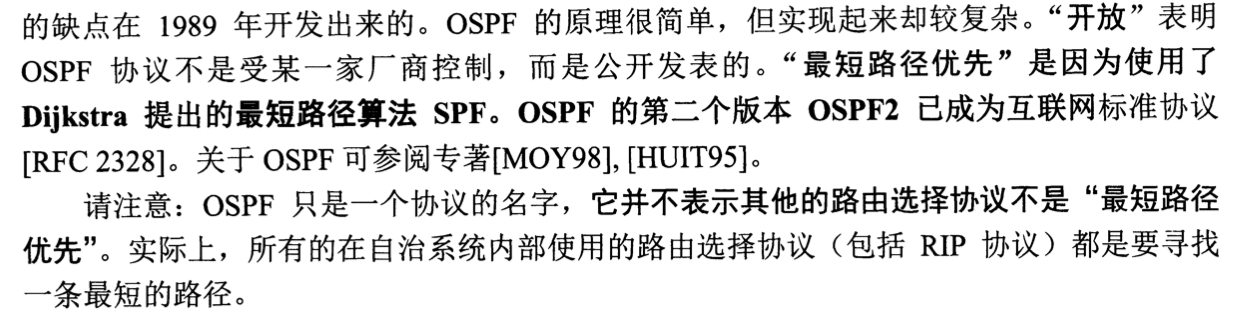 的缺点在 1989 年开发出来的。OSPF 的原理很简单，但实现起来却较复杂。“开放”表明
OSPF 协议不是受某一家厂商控制，而是公开发表的。“最短路径优先”是因为使用了
Dijkstra 提出的最短路径算法 SPF。OSPF 的第二个版本 OSPF2 已成为互联网标准协议
[RFC 2328]。关于 OSPF 可参阅专著[MOY98], [HUIT95]。
请注意：OSPF 只是一个协议的名字，它并不表示其他的路由选择协议不是“最短路径
优先”。实际上，所有的在自治系统内部使用的路由选择协议（包括 RIP 协议）都是要寻找
一条最短的路径。